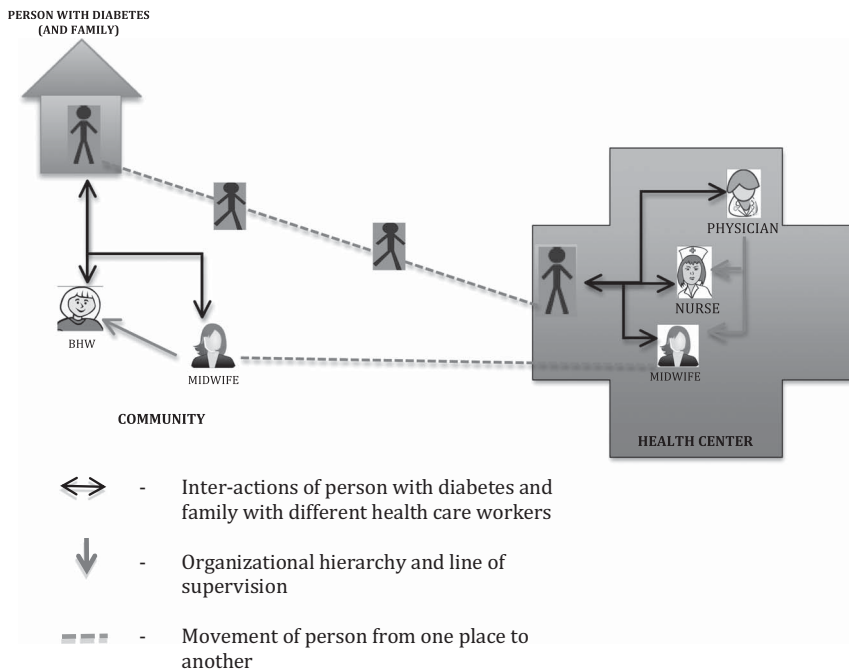 PERSON WITH DIABETES
(AND FAMILY)
PHYSICIAN
NURSE
BHW
MIDWIFE
MIDWIFE
COMMUNITY
HEALTH CENTER
- Inter-actions of person with diabetes and
family with different health care workers
- Organizational hierarchy and line of
supervision
- Movement of person from one place to
another